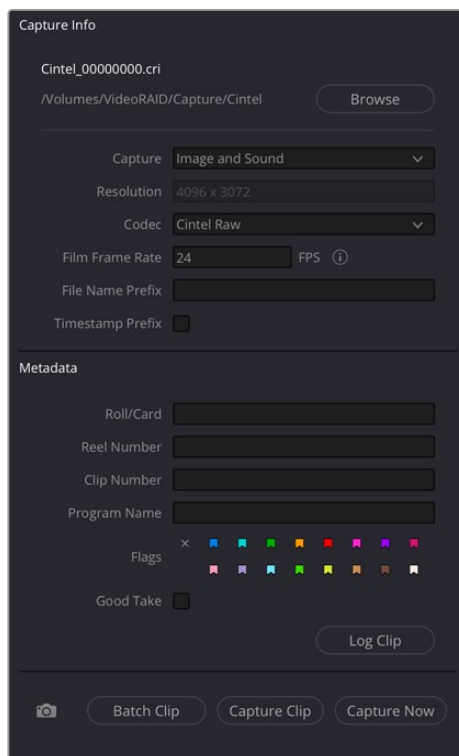 Capture Info
Cintel_00000000.cri
/Volumes/VideoRAID/Capture/Cintel
Browse
Capture
Image and Sound
Resolution
4096 x 3072
Codec
Cintel Raw
Film Frame Rate
24
FPS
File Name Prefix
Timestamp Prefix
Metadata
Roll/Card
Reel Number
Clip Number
Program Name
Flags
Good Take
Log Clip
Batch Clip
Capture Clip
Capture Now